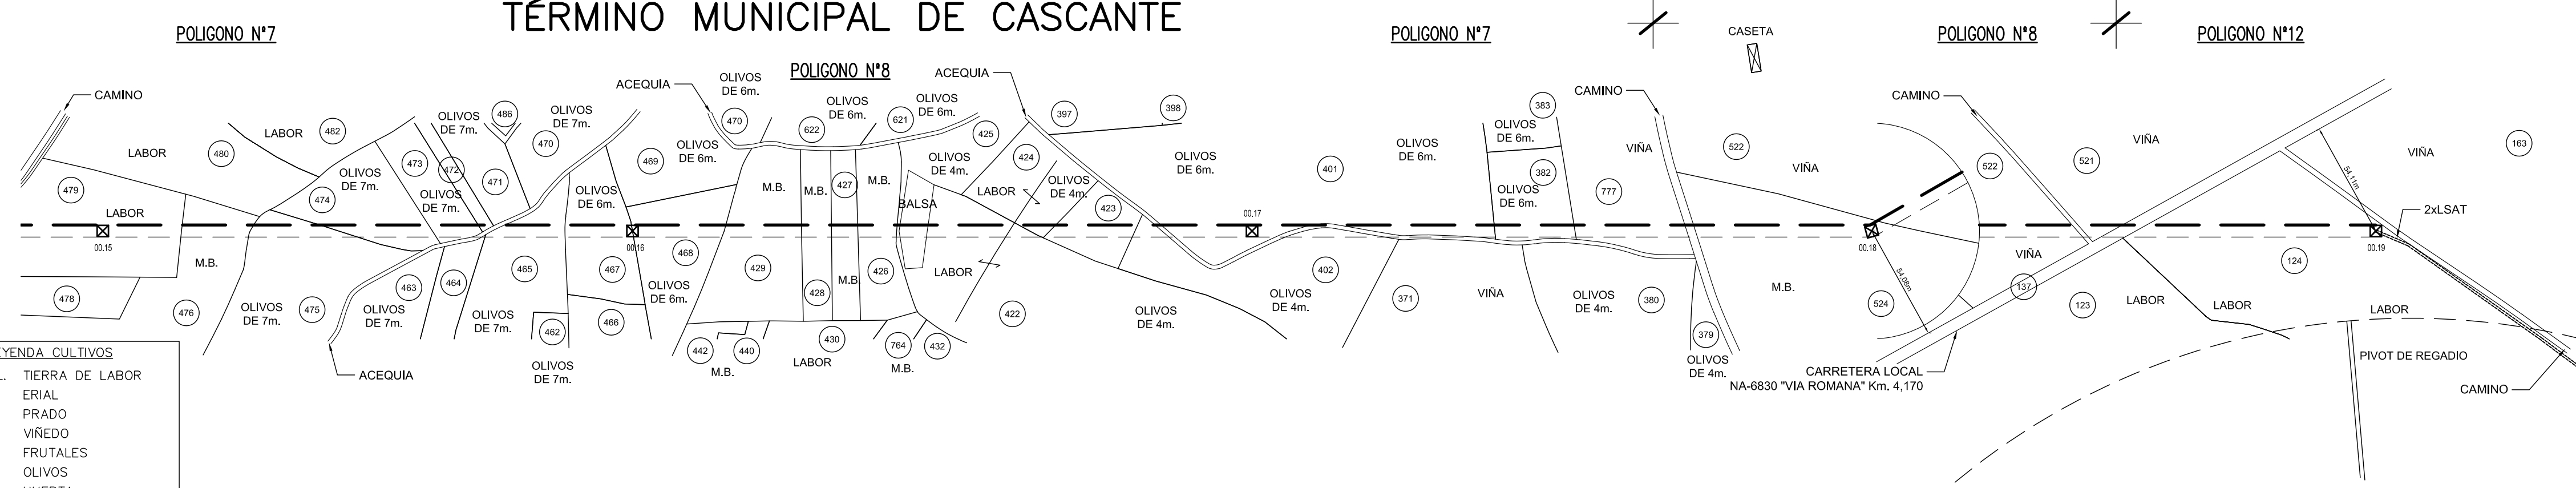 TÉRMINO MUNICIPAL DE CASCANTE
POLIGONO Nº7
POLIGONO Nº8
POLIGONO Nº7
POLIGONO Nº8
POLIGONO Nº12
CASETA
CAMINO
ACEQUIA
ACEQUIA
CAMINO
CAMINO
OLIVOS
DE 6m.
OLIVOS
DE 6m.
OLIVOS
DE 6m.
OLIVOS
DE 7m.
OLIVOS
DE 7m.
486
470
470
622
621
425
397
398
383
480
LABOR
482
LABOR
473
472
471
470
469
OLIVOS
DE 6m.
OLIVOS
DE 4m.
424
OLIVOS
DE 6m.
401
OLIVOS
DE 6m.
OLIVOS
DE 6m.
382
VIÑA
522
VIÑA
522
521
VIÑA
VIÑA
163
479
LABOR
474
OLIVOS
DE 7m.
OLIVOS
DE 7m.
OLIVOS
DE 6m.
M.B.
M.B.
427
M.B.
BALSA
LABOR
OLIVOS
DE 4m.
423
OLIVOS
DE 6m.
777
54,11m
2xLSAT
00.15
00.16
00.17
00.18
00.19
478
M.B.
476
OLIVOS
DE 7m.
475
463
OLIVOS
DE 7m.
464
465
OLIVOS
DE 7m.
467
468
OLIVOS
DE 6m.
466
462
OLIVOS
DE 7m.
429
428
M.B.
426
LABOR
422
OLIVOS
DE 4m.
402
OLIVOS
DE 4m.
371
VIÑA
OLIVOS
DE 4m.
380
379
OLIVOS
DE 4m.
M.B.
524
54,08m
VIÑA
137
123
LABOR
124
LABOR
LABOR
442
M.B.
440
LABOR
430
764
M.B.
432
ACEQUIA
CARRETERA LOCAL
NA-6830 "VIA ROMANA" Km. 4,170
PIVOT DE REGADIO
CAMINO
YENDA CULTIVOS
L. TIERRA DE LABOR
ERIAL
PRADO
VIÑEDO
FRUTALES
OLIVOS